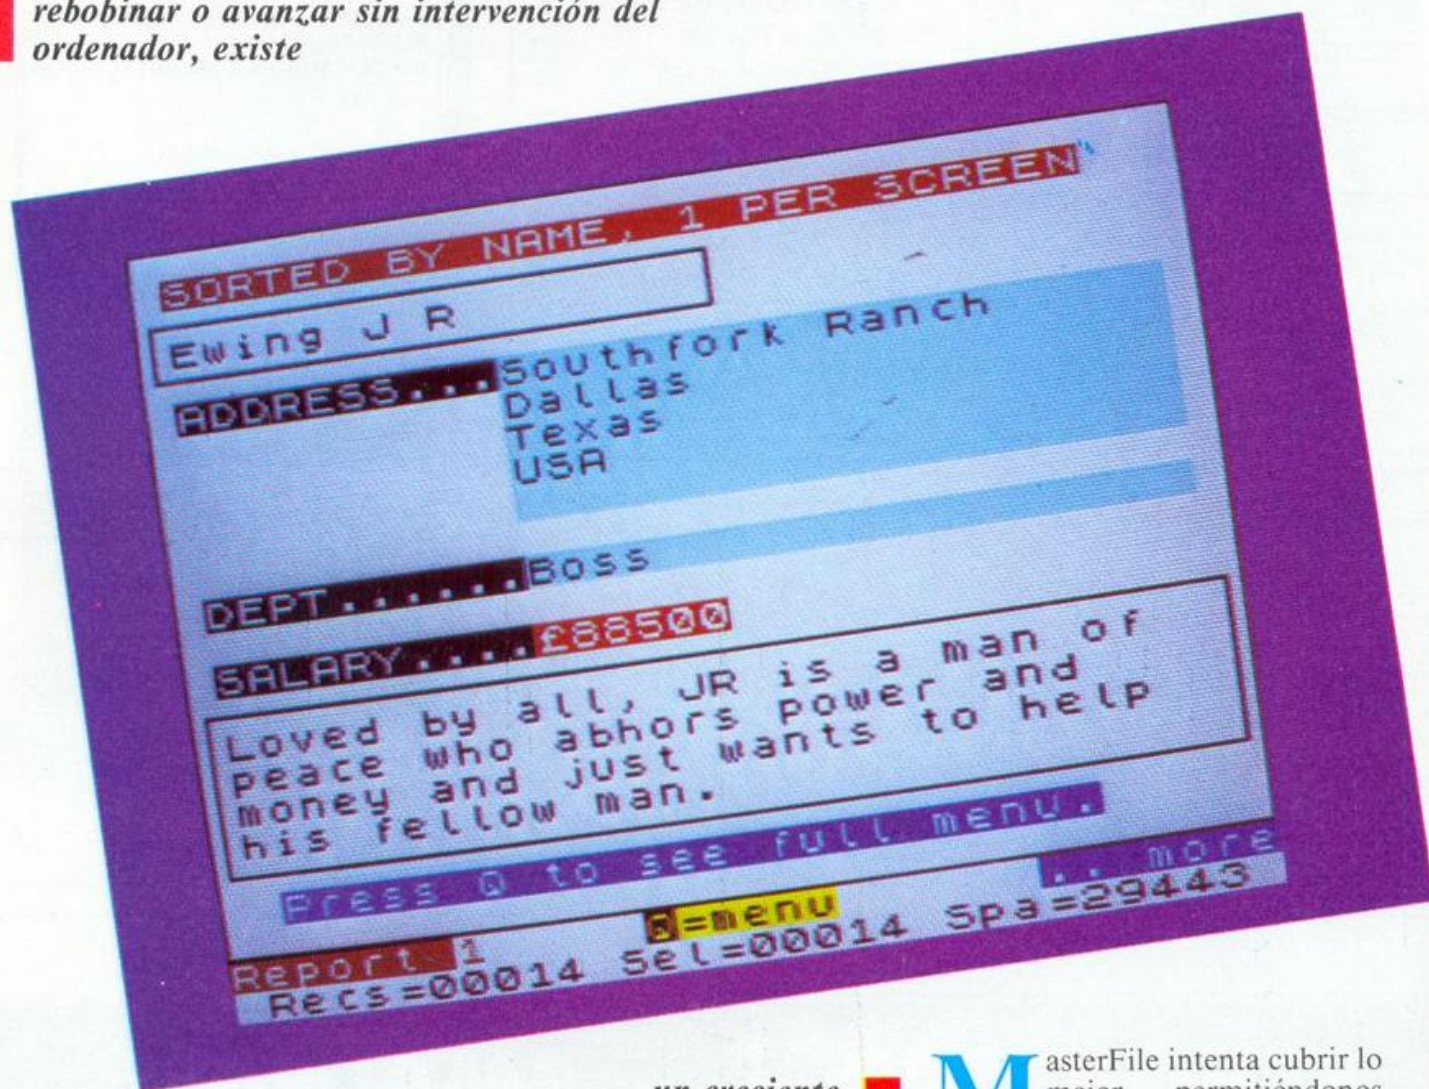 rebobinar o avanzar sin intervención del
ordenador, existe
SORTED BY NAME, 1 PER SCREEN
Ewing J R
ADDRESS...Southfork Ranch
Dallas
Texas
USA
DEPT......Boss
SALARY....£88500
Loved by all, JR is a man of
peace who abhors power and
money and just wants to help
his fellow man.
Press Q to see full menu.
.. more
Report 1 Q=menu
Recs=00014 Sel=00014 Spa=29443
un creciente
MasterFile intenta cubrir lo
mejor permitiéndonos